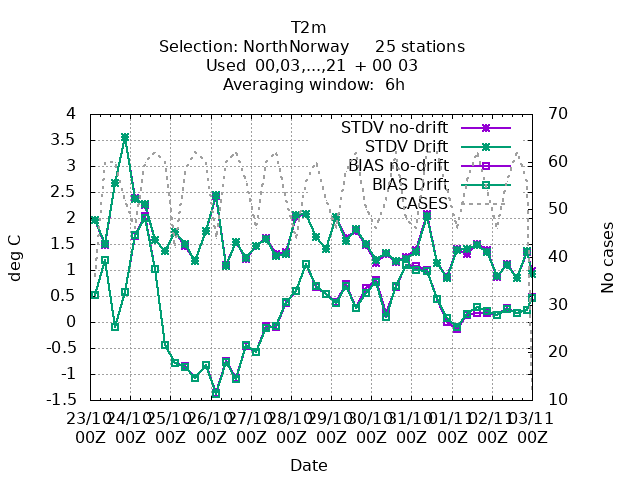 T2m
Selection: NorthNorway 25 stations
Used 00,03,...,21 + 00 03
Averaging window: 6h
4
3.5
3
2.5
2
1.5
1
0.5
0
-0.5
-1
-1.5
deg C
70
60
50
40
30
20
10
No cases
STDV no-drift
STDV Drift
BIAS no-drift
BIAS Drift
CASES
23/10 24/10 25/10 26/10 27/10 28/10 29/10 30/10 31/10 01/11 02/11 03/11
00Z 00Z 00Z 00Z 00Z 00Z 00Z 00Z 00Z 00Z 00Z 00Z
Date